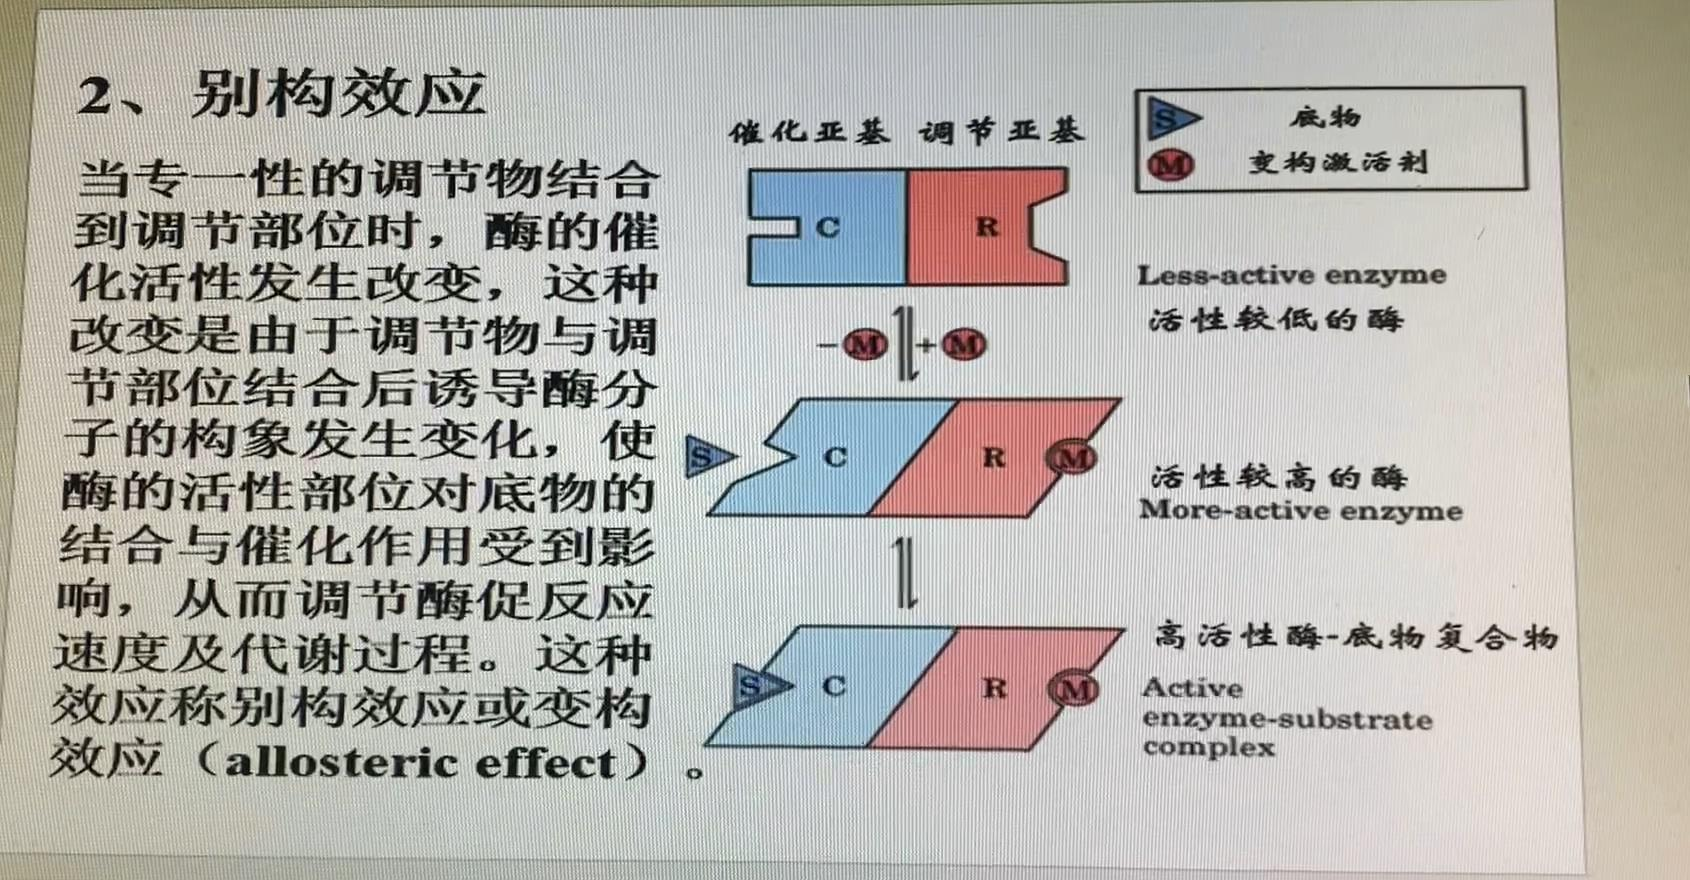 2、别构效应
当专一性的调节物结合
到调节部位时，酶的催
化活性发生改变，这种
改变是由于调节物与调
节部位结合后诱导酶分
子的构象发生变化，使
酶的活性部位对底物的
结合与催化作用受到影
响，从而调节酶促反应
速度及代谢过程。这种
效应称别构效应或变构
效应（allosteric effect）。
催化亚基 调节亚基
S 底物
M 变构激活剂
C R
Less-active enzyme
活性较低的酶
-M +M
S C R M
活性较高的酶
More-active enzyme
S C R M
高活性酶-底物复合物
Active
enzyme-substrate
complex